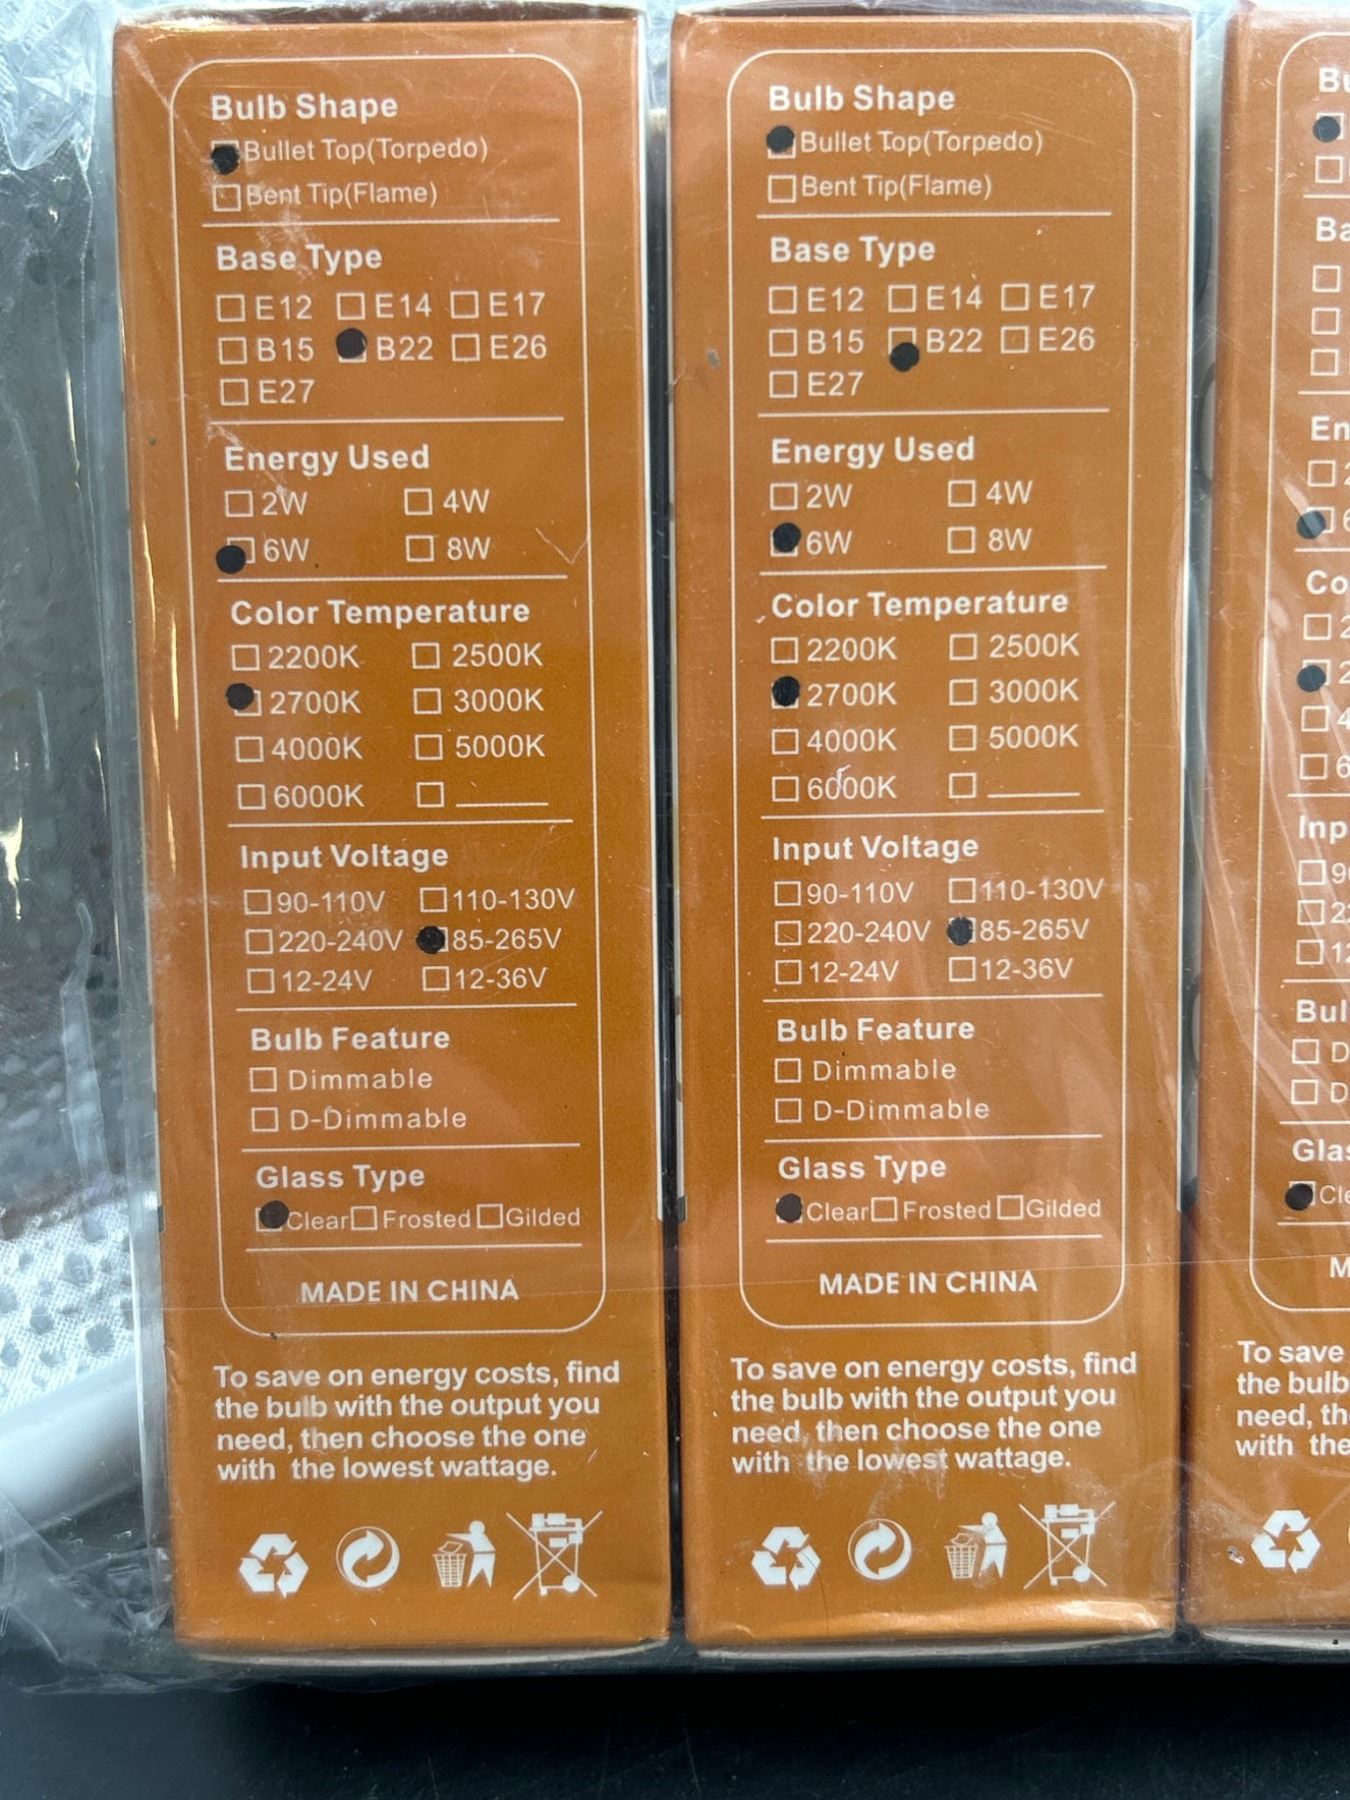 Bulb Shape
Bullet Top(Torpedo)
Bent Tip(Flame)
Base Type
E12 E14 E17
B15 B22 E26
E27
Energy Used
2W 4W
6W 8W
Color Temperature
2200K 2500K
2700K 3000K
4000K 5000K
6000K
Input Voltage
90-110V 110-130V
220-240V 85-265V
12-24V 12-36V
Bulb Feature
Dimmable
D-Dimmable
Glass Type
Clear Frosted Gilded
MADE IN CHINA
To save on energy costs, find
the bulb with the output you
need, then choose the one
with the lowest wattage.
Bulb Shape
Bullet Top(Torpedo)
Bent Tip(Flame)
Base Type
E12 E14 E17
B15 B22 E26
E27
Energy Used
2W 4W
6W 8W
Color Temperature
2200K 2500K
2700K 3000K
4000K 5000K
6000K
Input Voltage
90-110V 110-130V
220-240V 85-265V
12-24V 12-36V
Bulb Feature
Dimmable
D-Dimmable
Glass Type
Clear Frosted Gilded
MADE IN CHINA
To save on energy costs, find
the bulb with the output you
need, then choose the one
with the lowest wattage.
To save
the bulb
need, th
with the